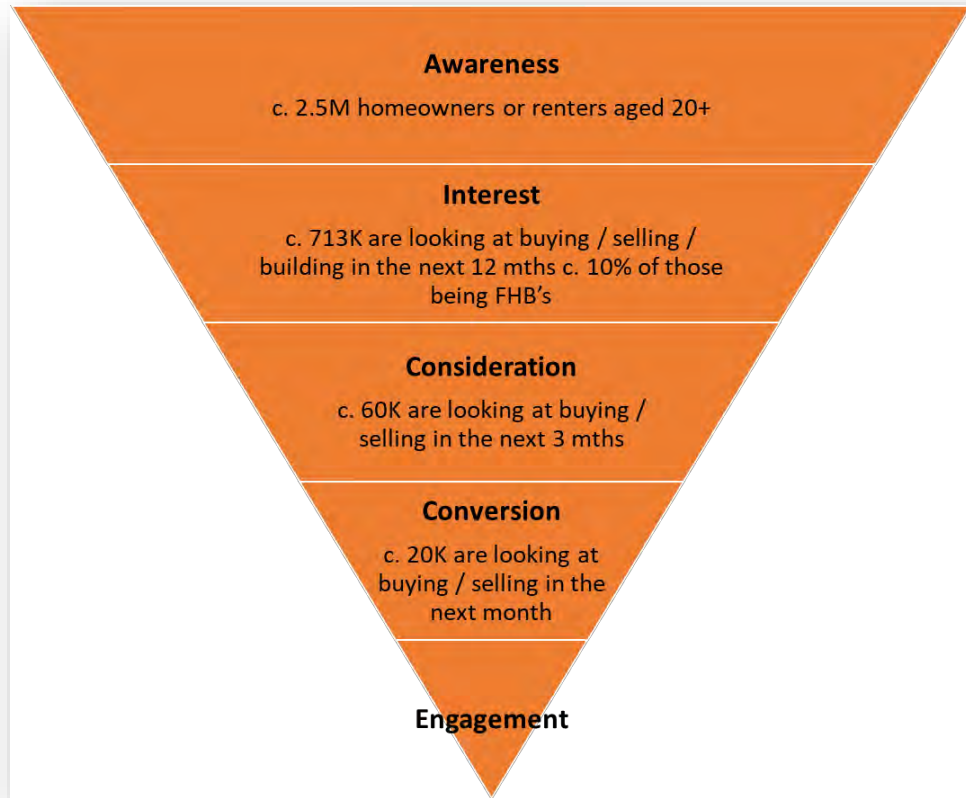 Awareness
c. 2.5M homeowners or renters aged 20+
Interest
c. 713K are looking at buying / selling /
building in the next 12 mths c. 10% of those
being FHB's
Consideration
c. 60K are looking at buying /
selling in the next 3 mths
Conversion
c. 20K are looking at
buying / selling in the
next month
Engagement